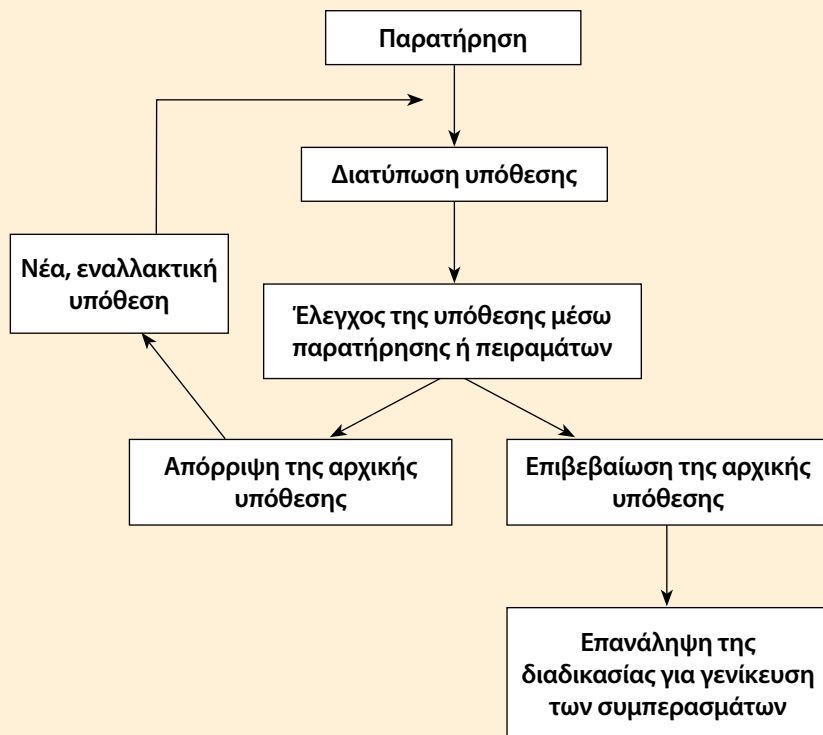 Παρατήρηση
Διατύπωση υπόθεσης
Νέα, εναλλακτική
υπόθεση
Έλεγχος της υπόθεσης μέσω
παρατήρησης ή πειραμάτων
Απόρριψη της αρχικής
υπόθεσης
Επιβεβαίωση της αρχικής
υπόθεσης
Επανάληψη της
διαδικασίας για γενίκευση
των συμπερασμάτων